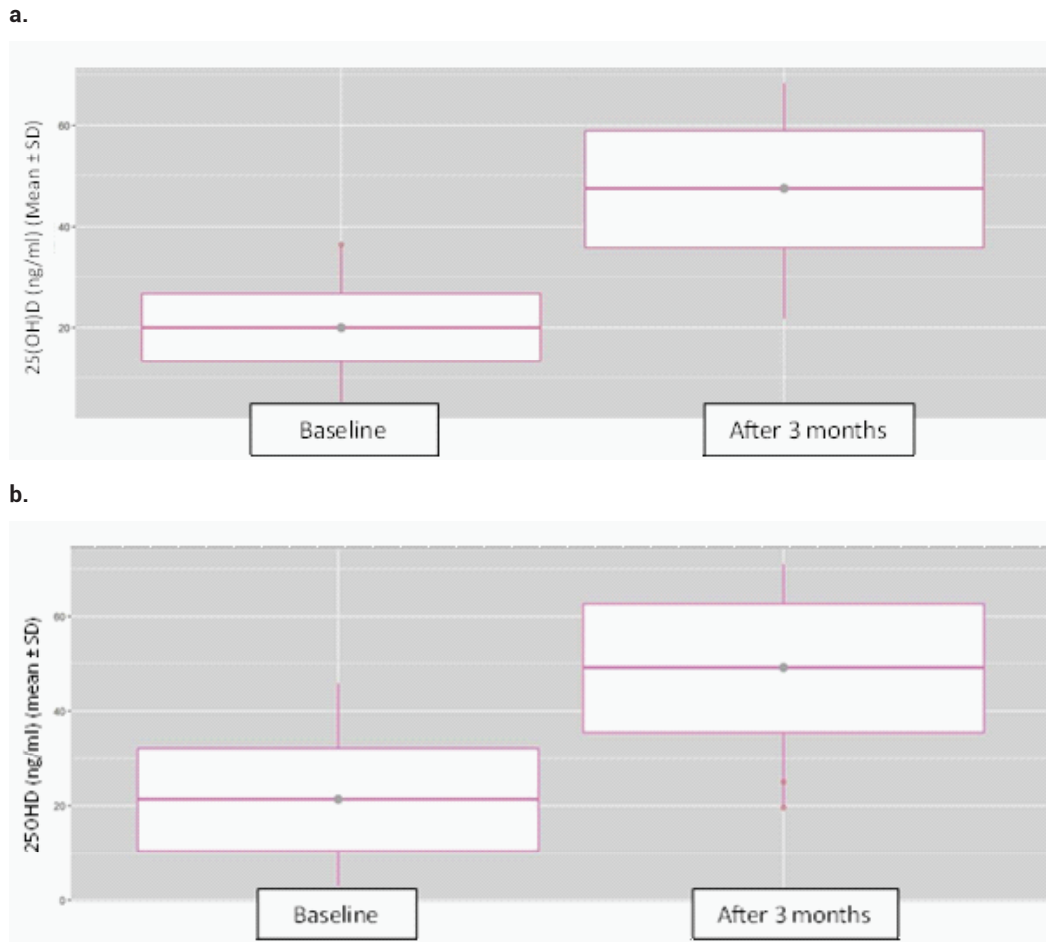 a.
25(OH)D (ng/ml) (Mean ± SD)
60
40
20
Baseline
After 3 months
b.
25OHD (ng/ml) (mean ± SD)
60
40
20
0
Baseline
After 3 months